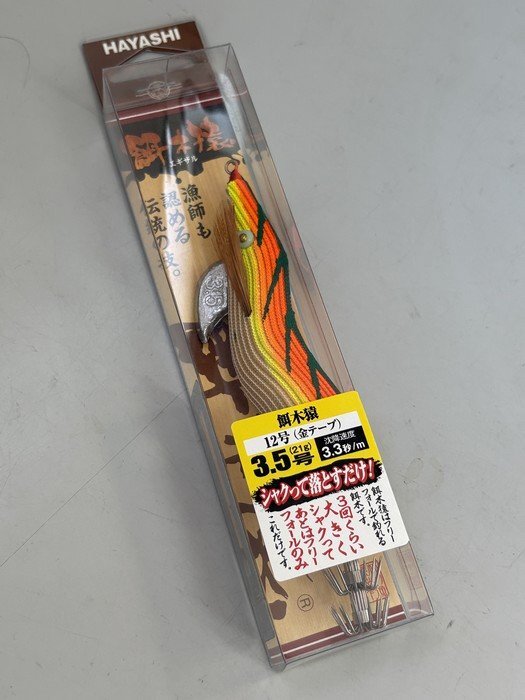 HAYASHI
餌木猿
エギザル
漁師も
認める
伝統の技。
3.5
餌木猿
12号(金テープ)
3.5号
(21g)
沈降速度
3.3秒/m
シャクって落とすだけ!
餌木猿はフリー
フォールで釣れる
餌木です。
3回くらい
大きく
シャクって
あとはフリー
フォールのみ
これだけです。
®